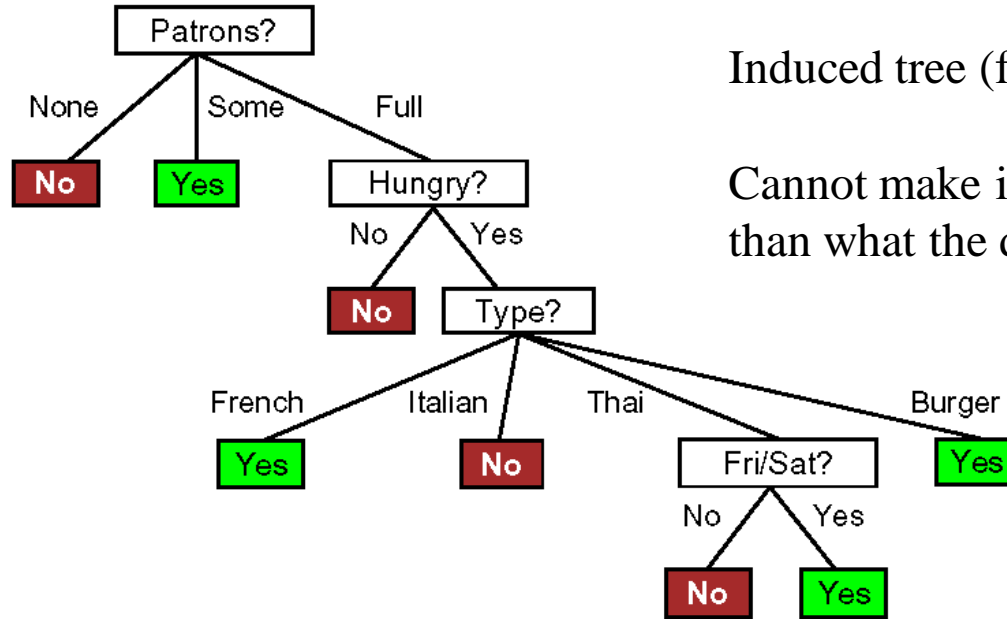 Patrons?
Induced tree (f
None Some Full
Cannot make i
than what the
No Yes Hungry?
No Yes
No Type?
French Italian Thai Burger
Yes No Fri/Sat? Yes
No Yes
No Yes